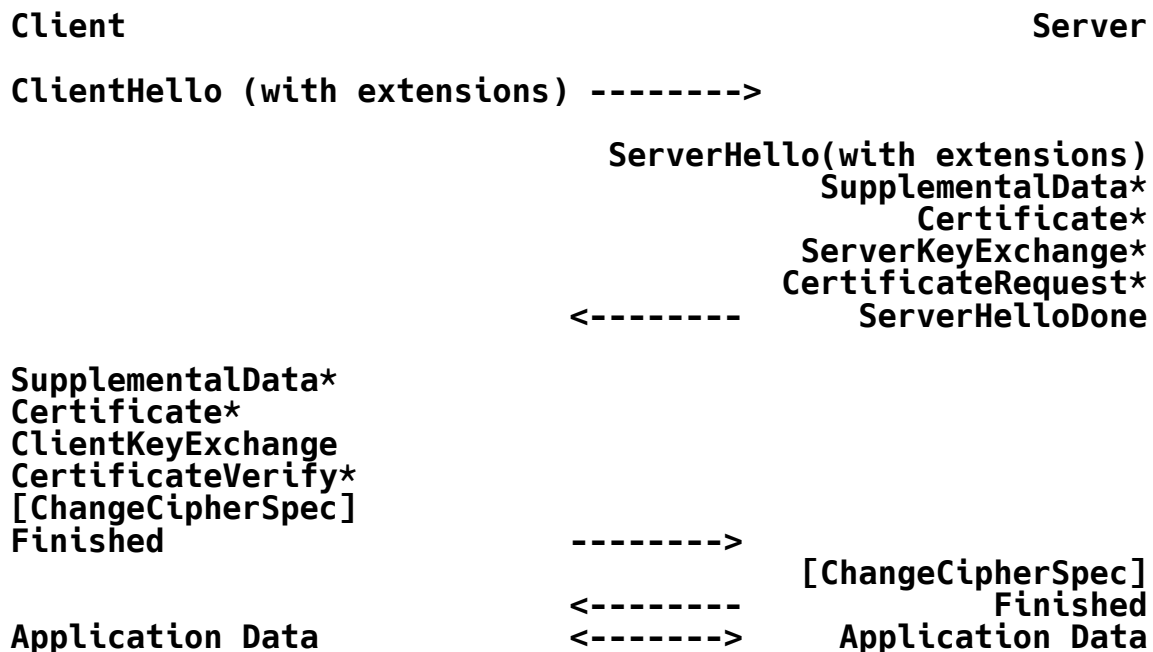 Client Server
ClientHello (with extensions) -------->
ServerHello(with extensions)
SupplementalData*
Certificate*
ServerKeyExchange*
CertificateRequest*
<-------- ServerHelloDone
SupplementalData*
Certificate*
ClientKeyExchange
CertificateVerify*
[ChangeCipherSpec]
Finished -------->
[ChangeCipherSpec]
<-------- Finished
Application Data <-------> Application Data